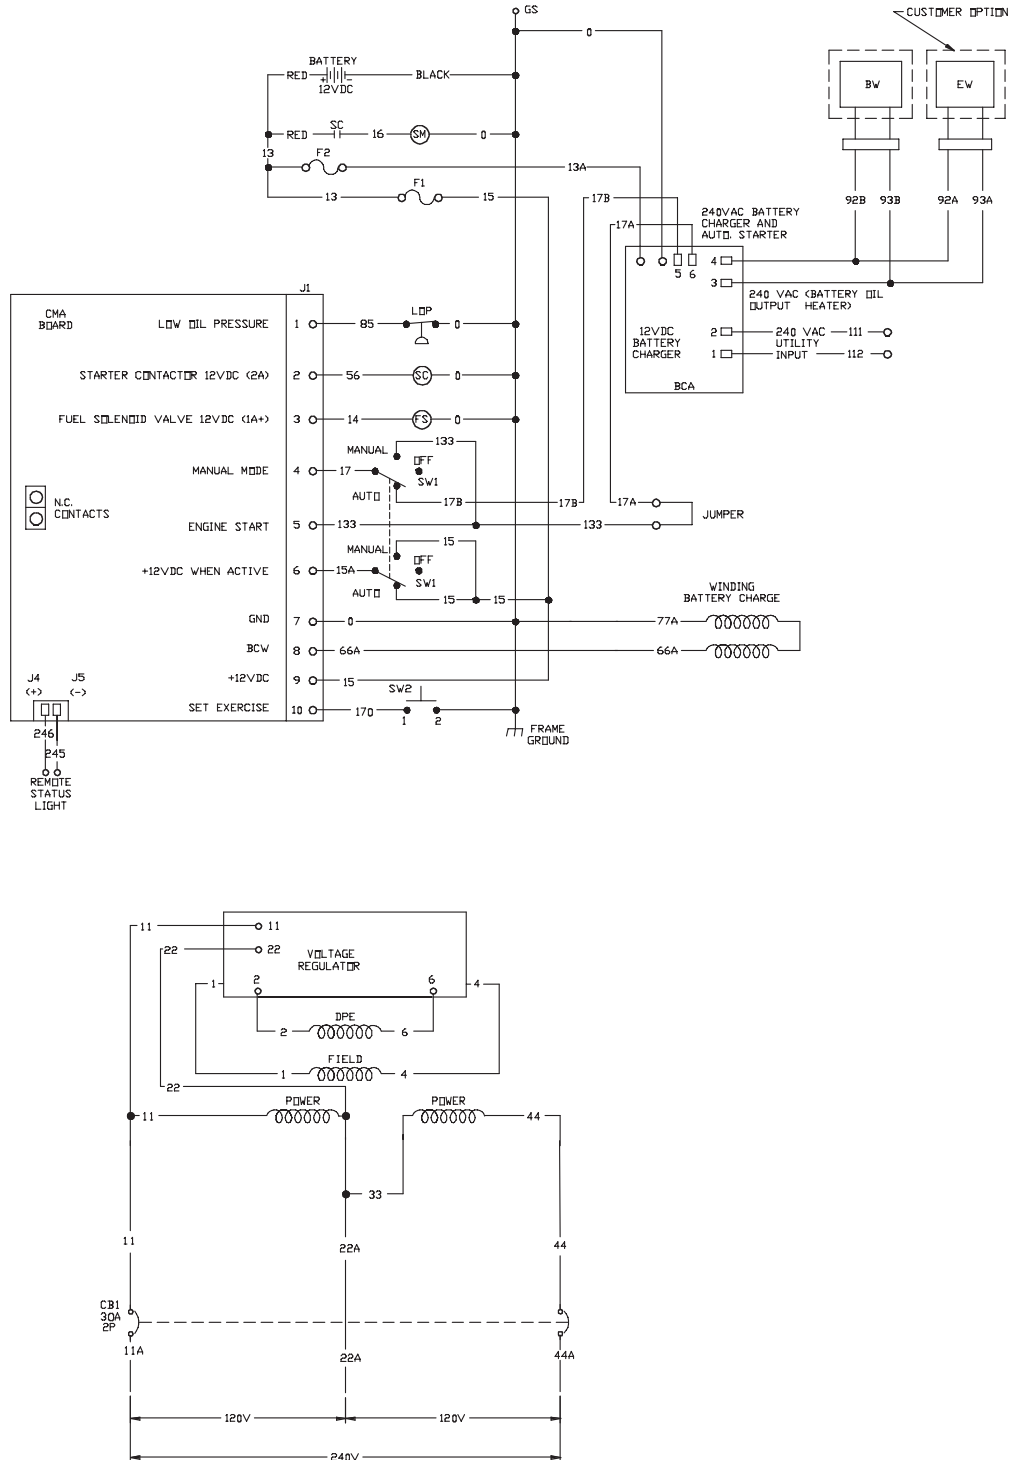 GS
CUSTOMER OPTION
0
BATTERY
RED
+
-
BLACK
12VDC
BW
EW
SC
RED
16
SM
0
13
F2
13A
F1
13
15
17B
92B
93B
92A
93A
17A
240VAC BATTERY
CHARGER AND
AUTO. STARTER
5
6
4
3
240 VAC (BATTERY OIL
OUTPUT HEATER)
12VDC
BATTERY
CHARGER
2
240 VAC
111
UTILITY
INPUT
1
112
BCA
J1
CMA
BOARD
LOW OIL PRESSURE
1
85
LOP
0
STARTER CONTACTOR 12VDC (2A)
2
56
SC
0
FUEL SOLENOID VALVE 12VDC (1A+)
3
14
FS
0
133
MANUAL
OFF
MANUAL MODE
4
17
SW1
AUTO
17B
17B
17A
JUMPER
N.C.
CONTACTS
ENGINE START
5
133
133
15
MANUAL
OFF
+12VDC WHEN ACTIVE
6
15A
SW1
AUTO
15
15
WINDING
BATTERY CHARGE
GND
7
0
77A
BCW
8
66A
66A
+12VDC
9
15
J4
(+)
J5
(-)
SW2
SET EXERCISE
10
170
1
2
FRAME
GROUND
246
245
REMOTE
STATUS
LIGHT
11
11
22
22
VOLTAGE
REGULATOR
1
2
6
4
DPE
2
6
FIELD
1
4
22
POWER
POWER
11
44
33
11
22A
44
CB1
30A
2P
11A
22A
44A
120V
120V
240V